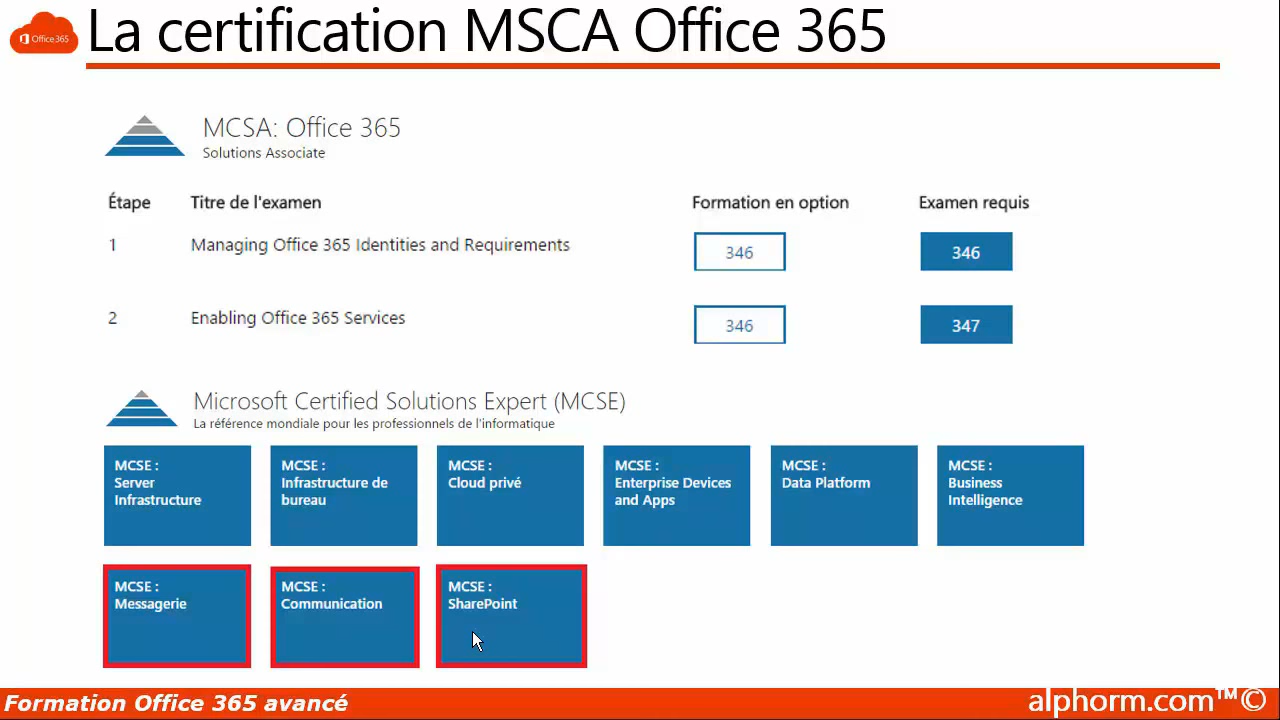 Office365
La certification MSCA Office 365
MCSA: Office 365
Solutions Associate
Étape Titre de l'examen Formation en option Examen requis
1 Managing Office 365 Identities and Requirements 346 346
2 Enabling Office 365 Services 346 347
Microsoft Certified Solutions Expert (MCSE)
La référence mondiale pour les professionnels de l'informatique
MCSE :
Server
Infrastructure
MCSE :
Infrastructure de
bureau
MCSE :
Cloud privé
MCSE :
Enterprise Devices
and Apps
MCSE :
Data Platform
MCSE :
Business
Intelligence
MCSE :
Messagerie
MCSE :
Communication
MCSE :
SharePoint
Formation Office 365 avancé
alphorm.com™©